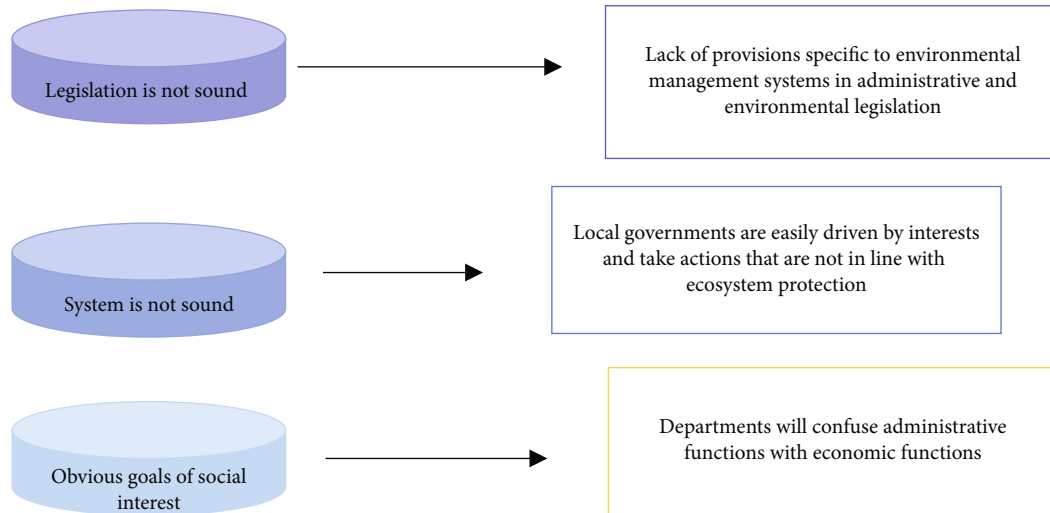 Legislation is not sound
Lack of provisions specific to environmental
management systems in administrative and
environmental legislation
System is not sound
Local governments are easily driven by interests
and take actions that are not in line with
ecosystem protection
Obvious goals of social
interest
Departments will confuse administrative
functions with economic functions